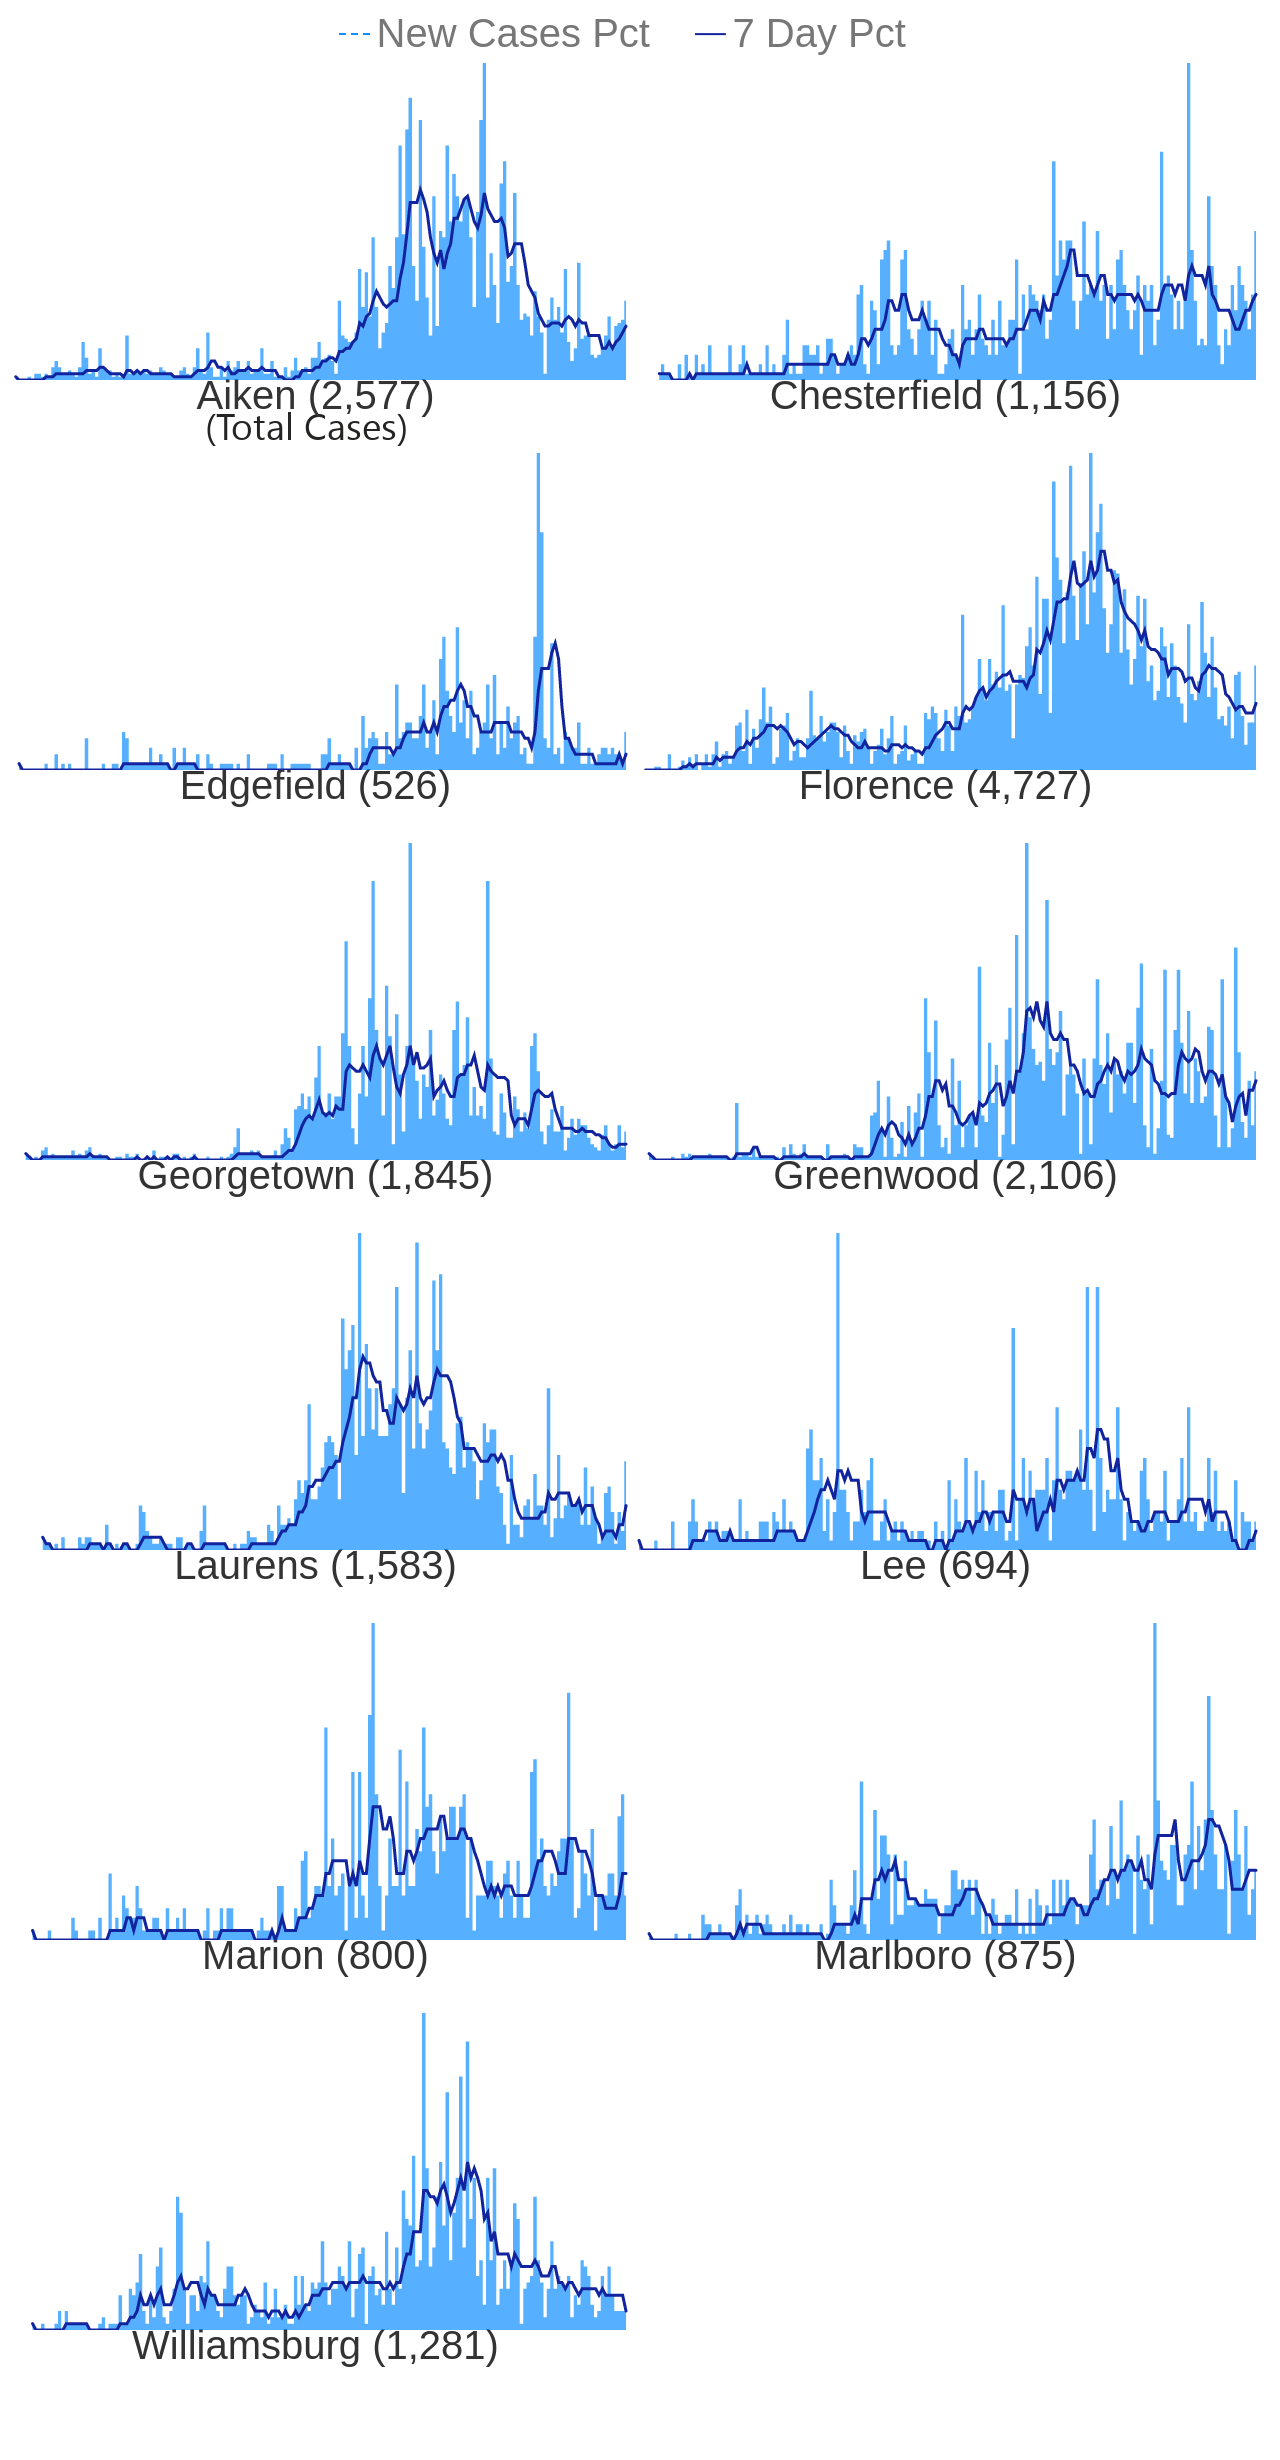 New Cases Pct 7 Day Pct
Aiken (2,577) Chesterfield (1,156)
(Total Cases)
Edgefield (526) Florence (4,727)
Georgetown (1,845) Greenwood (2,106)
Laurens (1,583) Lee (694)
Marion (800) Marlboro (875)
Williamsburg (1,281)